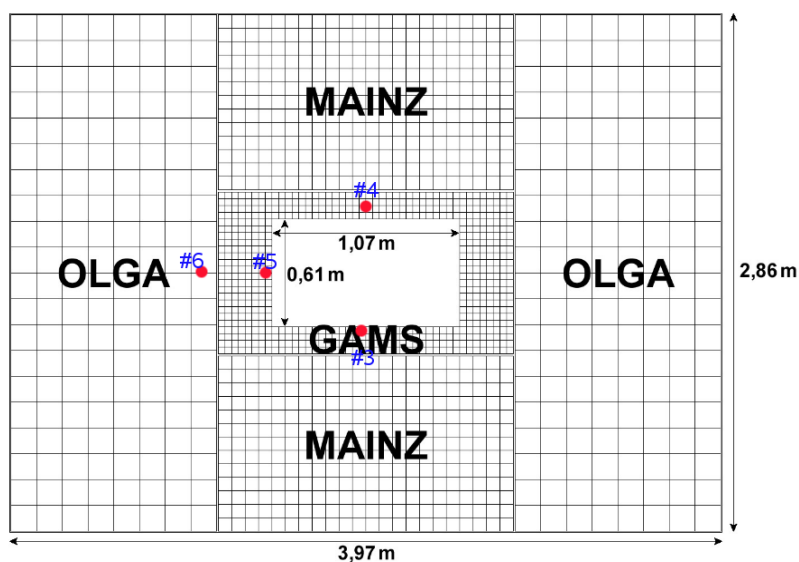 MAINZ
#4
1,07 m
OLGA
#6
#5
0,61 m
OLGA
2,86 m
GAMS
#3
MAINZ
3,97 m